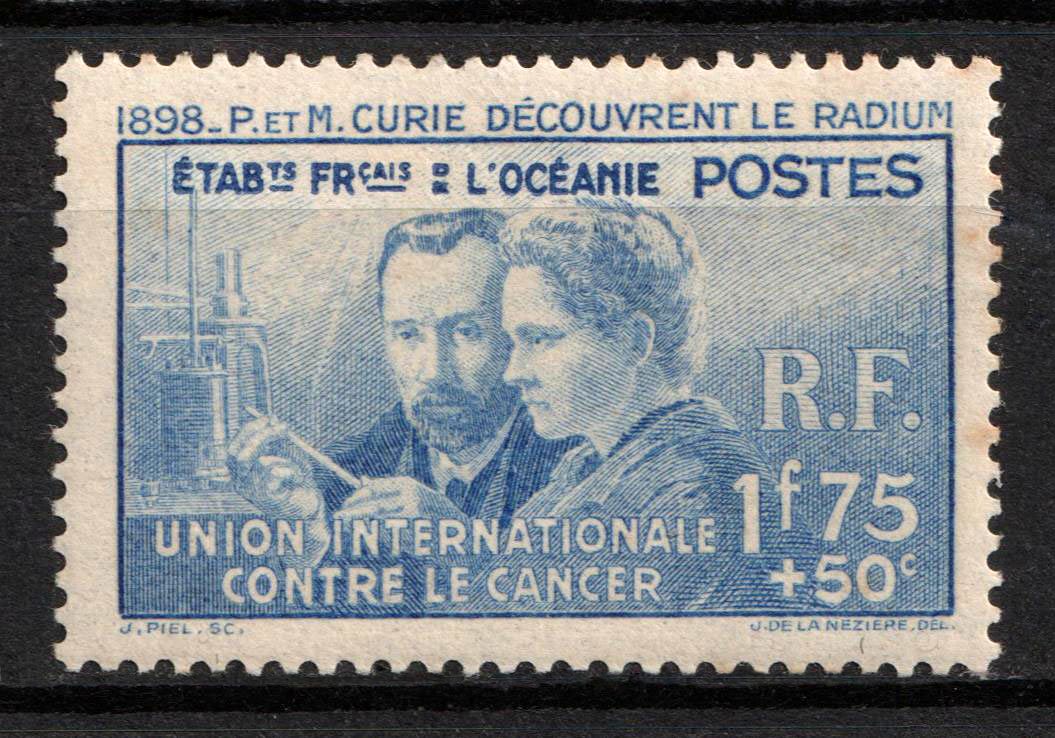 1898_P. ET M. CURIE DÉCOUVRENT LE RADIUM
ÉTABTS FRÇAIS DE L'OCÉANIE POSTES
R.F.
1f75
+50c
UNION INTERNATIONALE
CONTRE LE CANCER
J. PIEL. SC.
J. DE LA NEZIERE, DEL.